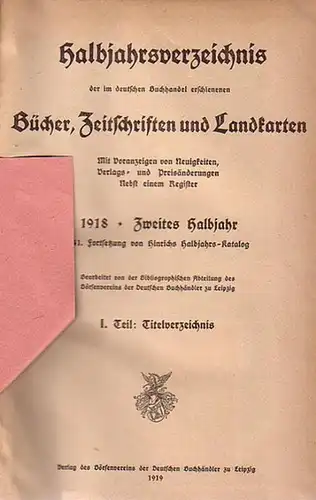 Halbjahrsverzeichnis
der im deutschen Buchhandel erschienenen
Bücher, Zeitschriften und Landkarten
Mit Voranzeigen von Neuigkeiten,
Verlags- und Preisänderungen
Nebst einem Register
1918 • Zweites Halbjahr
41. Fortsetzung von Hinrichs Halbjahrs-Katalog
Bearbeitet von der Bibliographischen Abteilung des
Börsenvereins der Deutschen Buchhändler zu Leipzig
I. Teil: Titelverzeichnis
Verlag des Börsenvereins der Deutschen Buchhändler zu Leipzig
1919